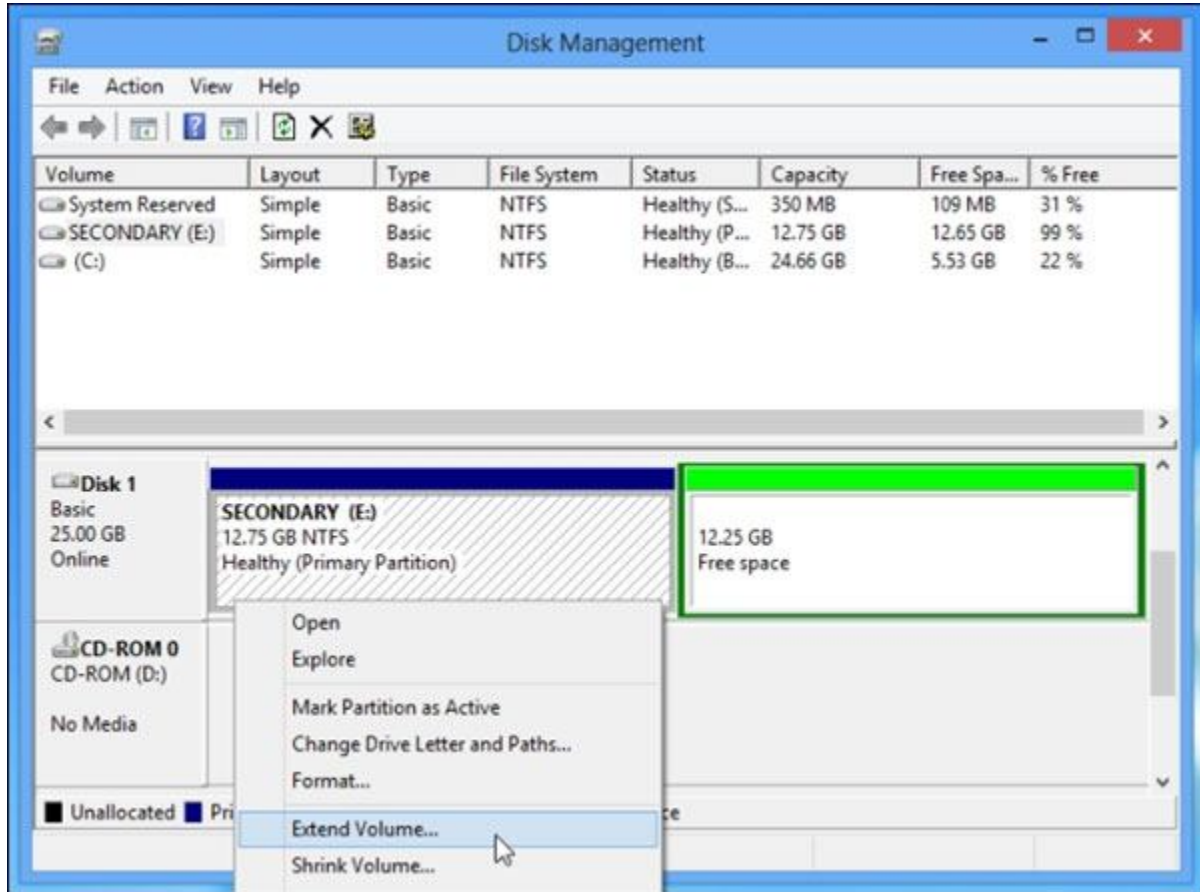 Disk Management
File Action View Help
Volume Layout Type File System Status Capacity Free Spa... % Free
System Reserved Simple Basic NTFS Healthy (S... 350 MB 109 MB 31 %
SECONDARY (E:) Simple Basic NTFS Healthy (P... 12.75 GB 12.65 GB 99 %
(C:) Simple Basic NTFS Healthy (B... 24.66 GB 5.53 GB 22 %
Disk 1
Basic
25.00 GB
Online
SECONDARY (E:)
12.75 GB NTFS
Healthy (Primary Partition)
12.25 GB
Free space
CD-ROM 0
CD-ROM (D:)
No Media
Open
Explore
Mark Partition as Active
Change Drive Letter and Paths...
Format...
Extend Volume...
Shrink Volume...
Unallocated Pri ce